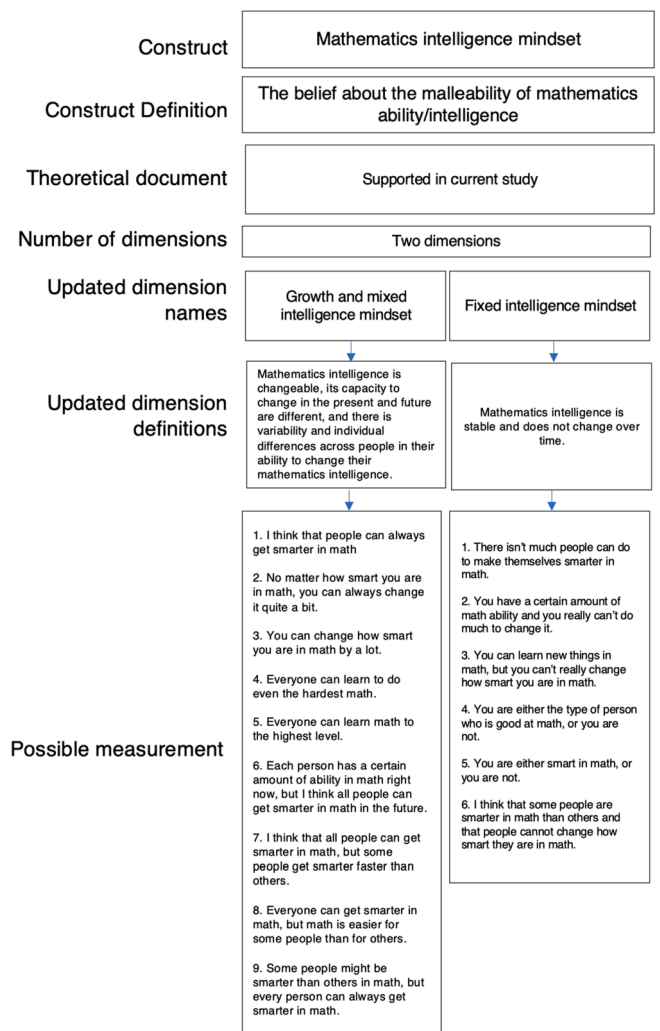 Construct
Mathematics intelligence mindset
Construct Definition
The belief about the malleability of mathematics
ability/intelligence
Theoretical document
Supported in current study
Number of dimensions
Two dimensions
Updated dimension
names
Growth and mixed
intelligence mindset
Fixed intelligence mindset
Updated dimension
definitions
Mathematics intelligence is
changeable, its capacity to
change in the present and future
are different, and there is
variability and individual
differences across people in their
ability to change their
mathematics intelligence.
Mathematics intelligence is
stable and does not change over
time.
Possible measurement
1. I think that people can always
get smarter in math
2. No matter how smart you are
in math, you can always change
it quite a bit.
3. You can change how smart
you are in math by a lot.
4. Everyone can learn to do
even the hardest math.
5. Everyone can learn math to
the highest level.
6. Each person has a certain
amount of ability in math right
now, but I think all people can
get smarter in math in the future.
7. I think that all people can get
smarter in math, but some
people get smarter faster than
others.
8. Everyone can get smarter in
math, but math is easier for
some people than for others.
9. Some people might be
smarter than others in math, but
every person can always get
smarter in math.
1. There isn't much people can do
to make themselves smarter in
math.
2. You have a certain amount of
math ability and you really can't do
much to change it.
3. You can learn new things in
math, but you can't really change
how smart you are in math.
4. You are either the type of person
who is good at math, or you are
not.
5. You are either smart in math, or
you are not.
6. I think that some people are
smarter in math than others and
that people cannot change how
smart they are in math.